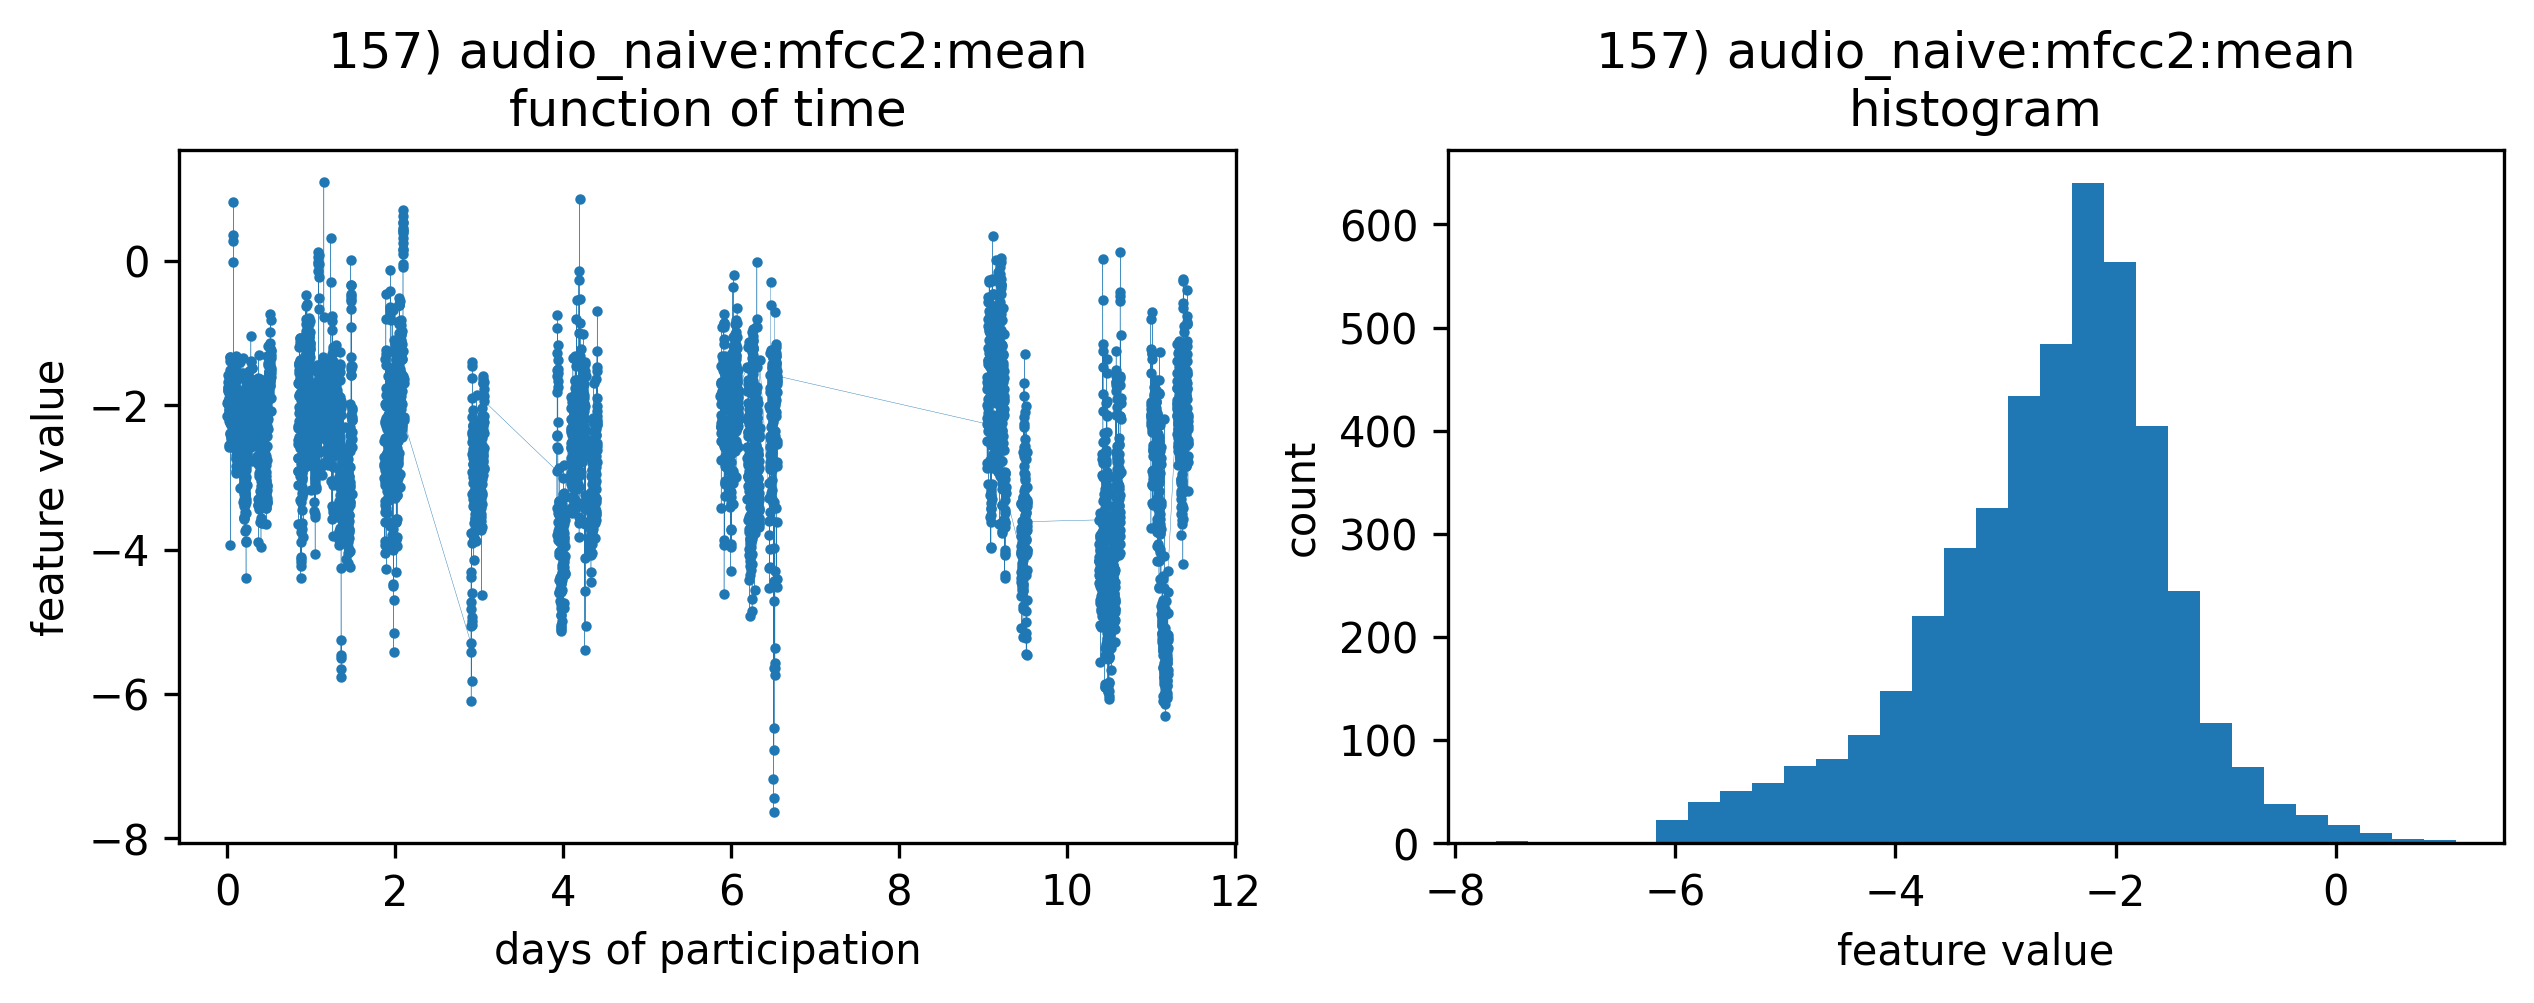 157) audio_naive:mfcc2:mean
function of time
0
−2
−4
−6
−8
feature value
0 2 4 6 8 10 12
days of participation
157) audio_naive:mfcc2:mean
histogram
600
500
400
300
200
100
0
count
−8 −6 −4 −2 0
feature value